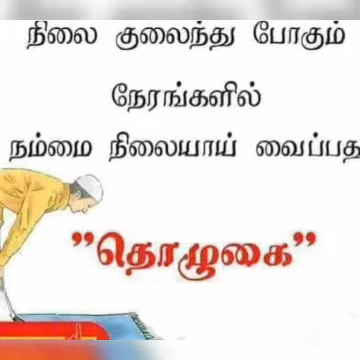 நிலை குலைந்து போகும்
நேரங்களில்
நம்மை நிலையாய் வைப்பத
"தொழுகை"